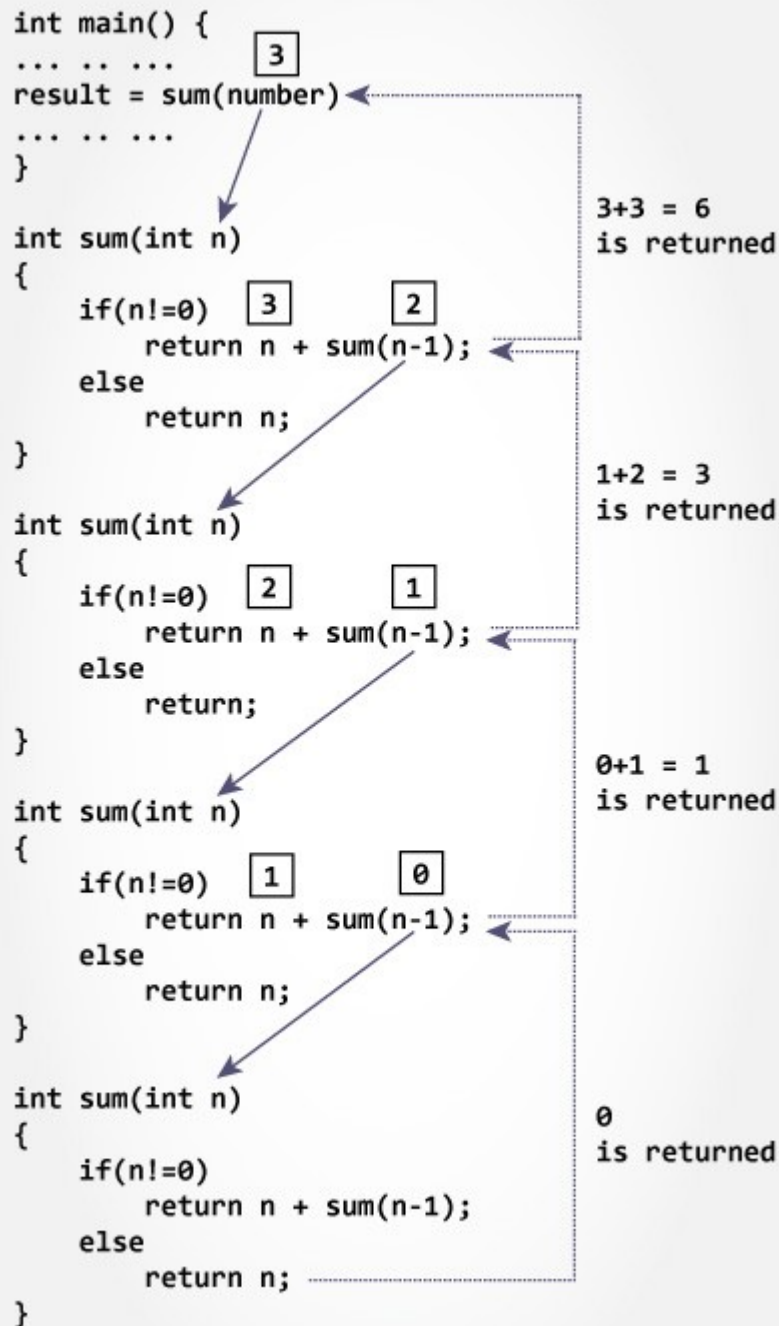 int main() {
... .. ...
3
result = sum(number)
... .. ...
}
3+3 = 6
is returned
int sum(int n)
{
if(n!=0)
3
2
return n + sum(n-1);
else
return n;
}
1+2 = 3
is returned
int sum(int n)
{
if(n!=0)
2
1
return n + sum(n-1);
else
return;
}
0+1 = 1
is returned
int sum(int n)
{
if(n!=0)
1
0
return n + sum(n-1);
else
return n;
}
0
is returned
int sum(int n)
{
if(n!=0)
return n + sum(n-1);
else
return n;
}